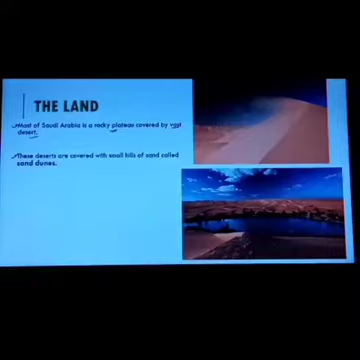 THE LAND
Most of Saudi Arabia is a rocky plateau covered by vast
desert.
These deserts are covered with small hills of sand called
sand dunes.